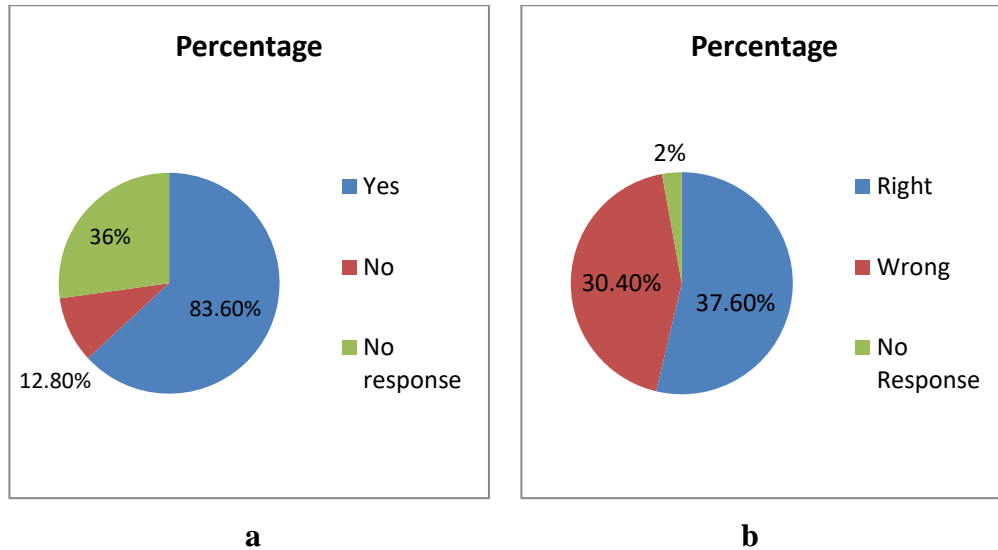 Percentage
36%
83.60%
12.80%
Yes
No
No
response
a
Percentage
2%
30.40%
37.60%
Right
Wrong
No
Response
b